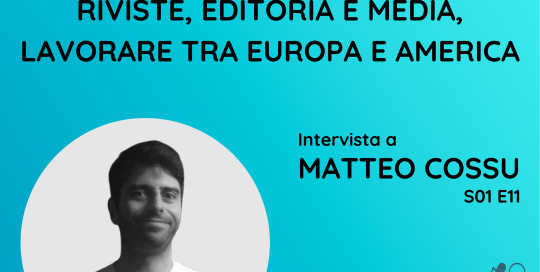 RIVISTE, EDITORIA E MEDIA,
LAVORARE TRA EUROPA E AMERICA
Intervista a
MATTEO COSSU
S01 E11